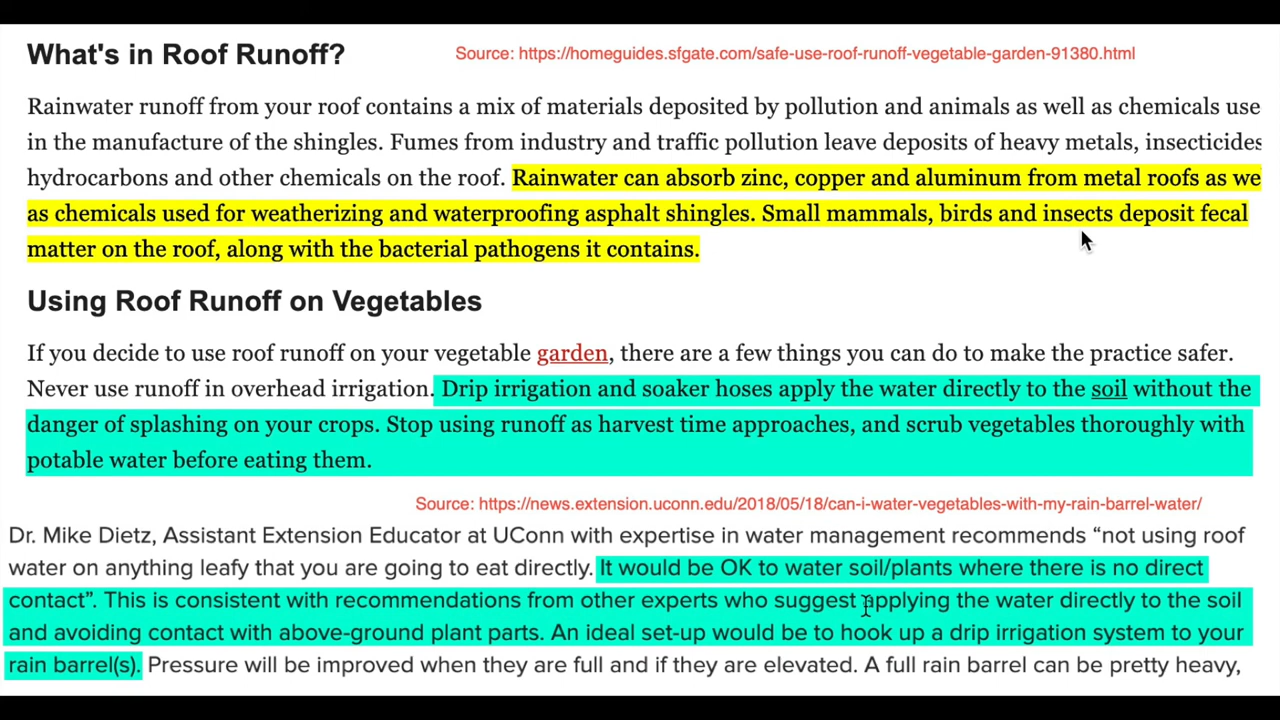 What's in Roof Runoff?
Source: https://homeguides.sfgate.com/safe-use-roof-runoff-vegetable-garden-91380.html
Rainwater runoff from your roof contains a mix of materials deposited by pollution and animals as well as chemicals use
in the manufacture of the shingles. Fumes from industry and traffic pollution leave deposits of heavy metals, insecticides
hydrocarbons and other chemicals on the roof. Rainwater can absorb zinc, copper and aluminum from metal roofs as we
as chemicals used for weatherizing and waterproofing asphalt shingles. Small mammals, birds and insects deposit fecal
matter on the roof, along with the bacterial pathogens it contains.
Using Roof Runoff on Vegetables
If you decide to use roof runoff on your vegetable garden, there are a few things you can do to make the practice safer.
Never use runoff in overhead irrigation. Drip irrigation and soaker hoses apply the water directly to the soil without the
danger of splashing on your crops. Stop using runoff as harvest time approaches, and scrub vegetables thoroughly with
potable water before eating them.
Source: https://news.extension.uconn.edu/2018/05/18/can-i-water-vegetables-with-my-rain-barrel-water/
Dr. Mike Dietz, Assistant Extension Educator at UConn with expertise in water management recommends “not using roof
water on anything leafy that you are going to eat directly. It would be OK to water soil/plants where there is no direct
contact”. This is consistent with recommendations from other experts who suggest applying the water directly to the soil
and avoiding contact with above-ground plant parts. An ideal set-up would be to hook up a drip irrigation system to your
rain barrel(s). Pressure will be improved when they are full and if they are elevated. A full rain barrel can be pretty heavy,